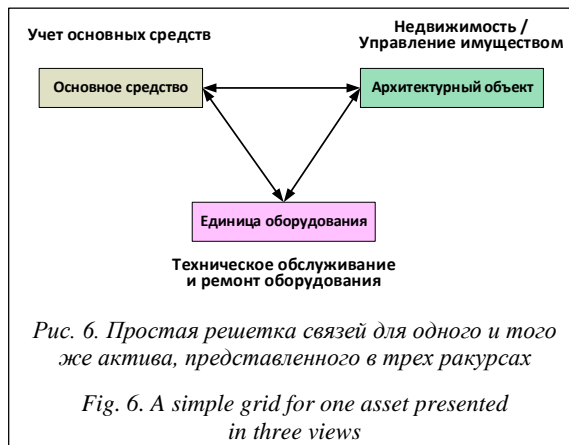 Учет основных средств
Недвижимость /
Управление имуществом
Основное средство
Архитектурный объект
Единица оборудования
Техническое обслуживание
и ремонт оборудования
Рис. 6. Простая решетка связей для одного и того
же актива, представленного в трех ракурсах
Fig. 6. A simple grid for one asset presented
in three views